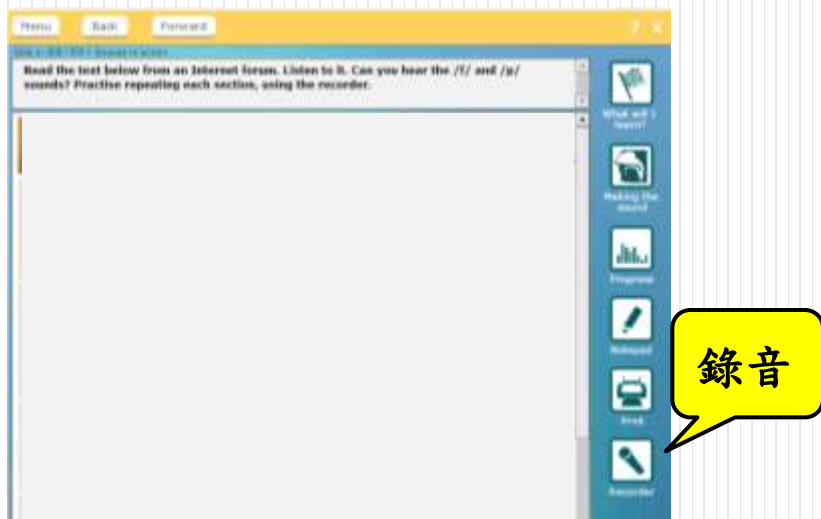 Menu Back Forward ? X
Read the text below from an Internet forum. Listen to it. Can you hear the /f/ and /p/
sounds? Practise repeating each section, using the recorder.
What will I
learn?
Making the
sound
Progress
Notepad
Print
Recorder
錄音